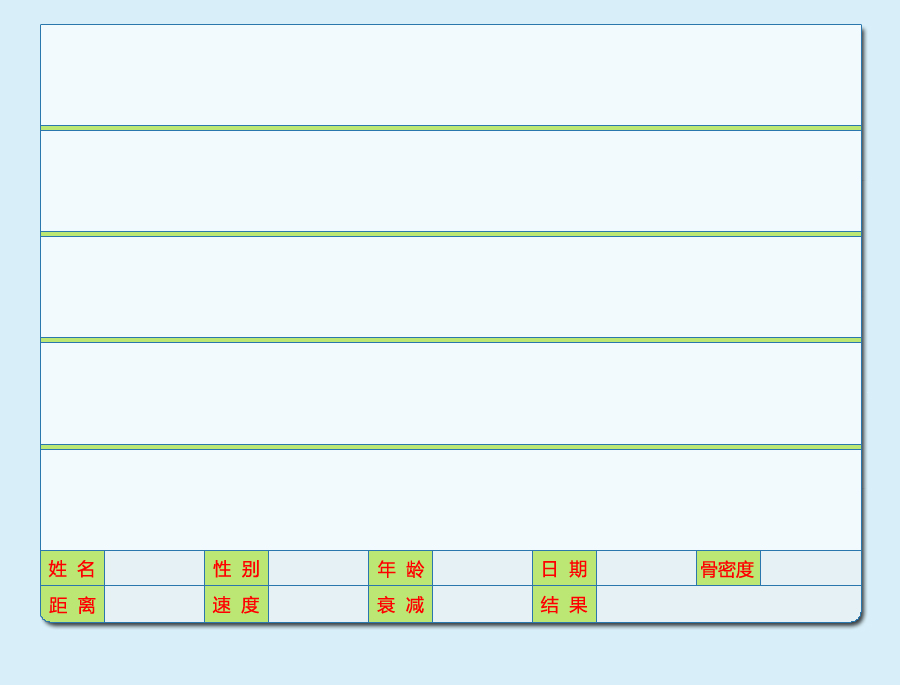 姓 名 性 别 年 龄 日 期 骨密度
距 离 速 度 衰 减 结 果